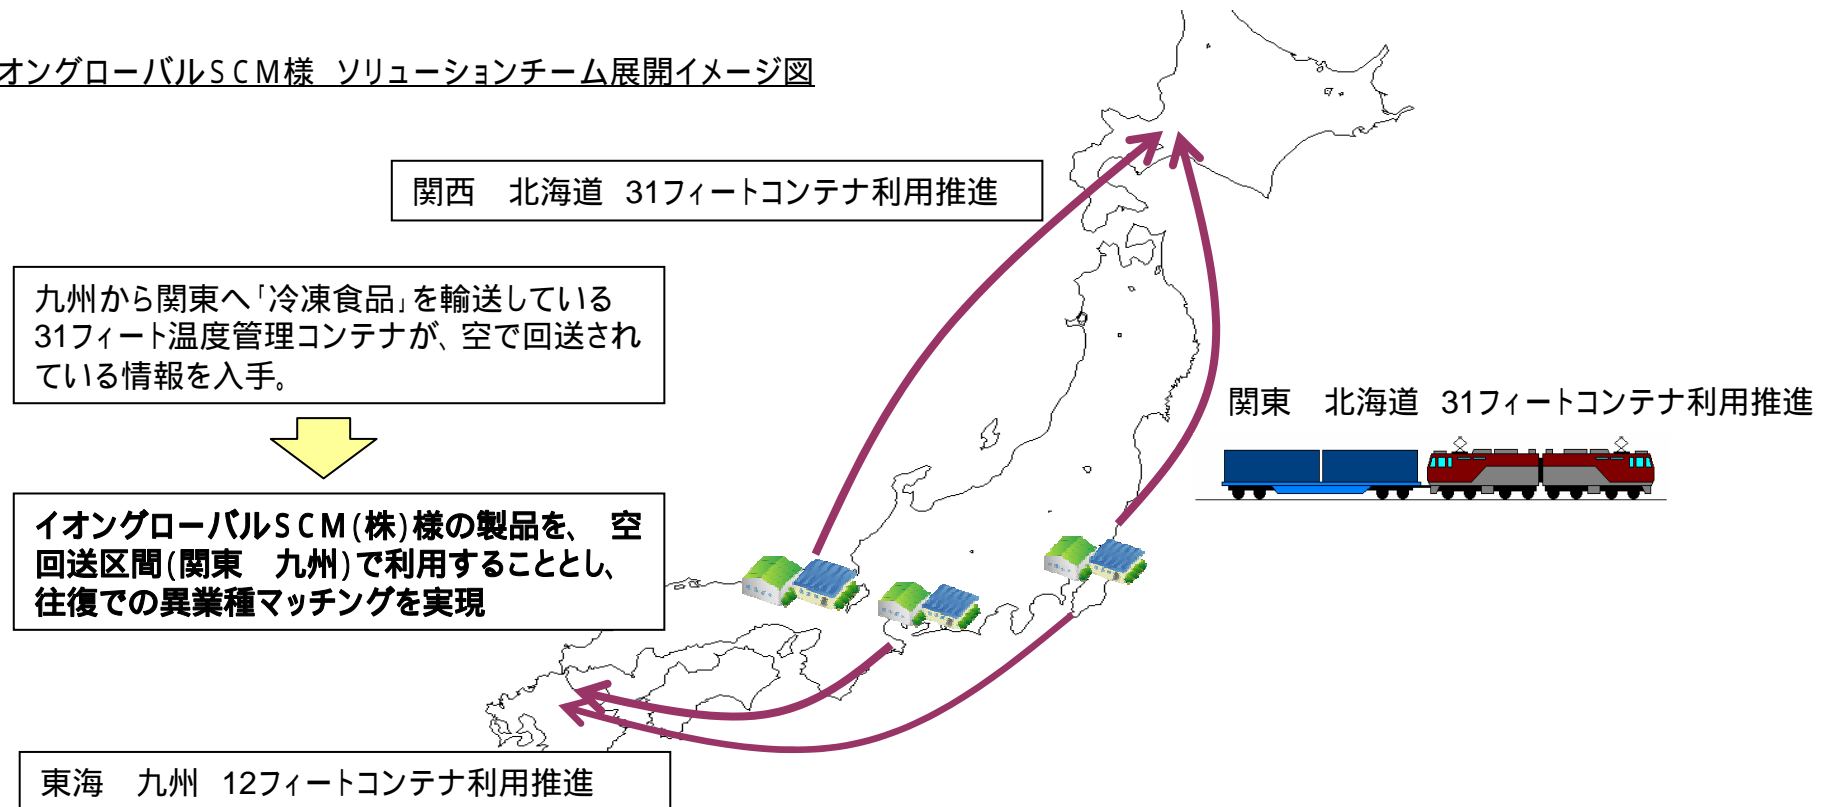 オングローバルSCM様 ソリューションチーム展開イメージ図
関西　北海道 31フィートコンテナ利用推進
九州から関東へ「冷凍食品」を輸送している
31フィート温度管理コンテナが、空で回送され
ている情報を入手。
関東　北海道 31フィートコンテナ利用推進
イオングローバルSCM(株)様の製品を、 空
回送区間(関東　九州)で利用することとし、
往復での異業種マッチングを実現
東海　九州 12フィートコンテナ利用推進